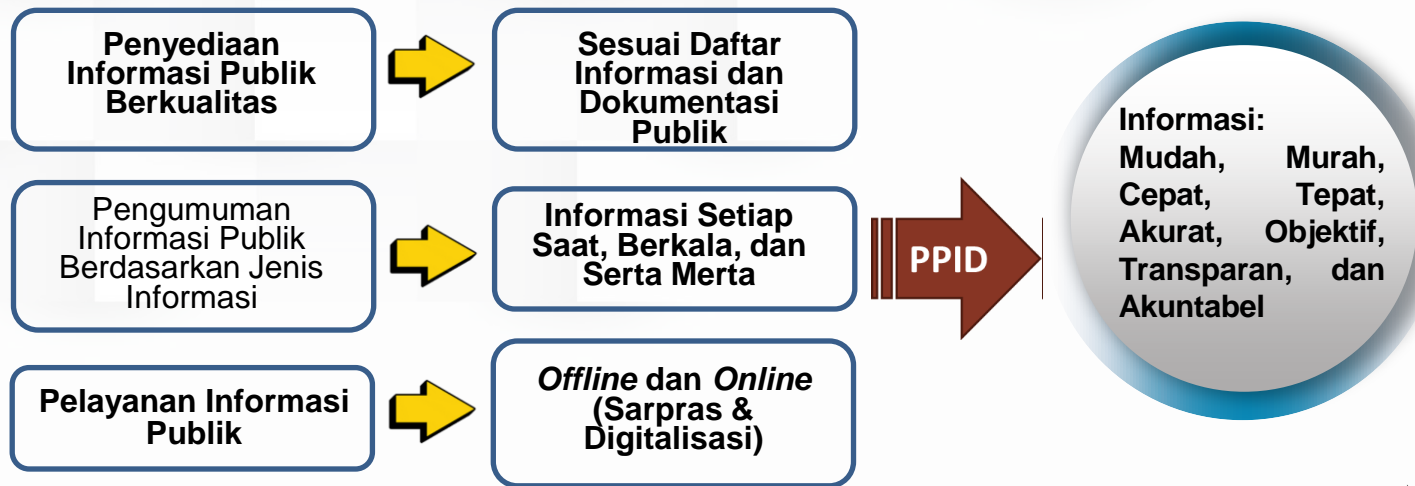 Penyediaan
Informasi Publik
Berkualitas
Sesuai Daftar
Informasi dan
Dokumentasi
Publik
Pengumuman
Informasi Publik
Berdasarkan Jenis
Informasi
Informasi Setiap
Saat, Berkala, dan
Serta Merta
Pelayanan Informasi
Publik
Offline dan Online
(Sarpras &
Digitalisasi)
PPID
Informasi:
Mudah, Murah,
Cepat, Tepat,
Akurat, Objektif,
Transparan, dan
Akuntabel